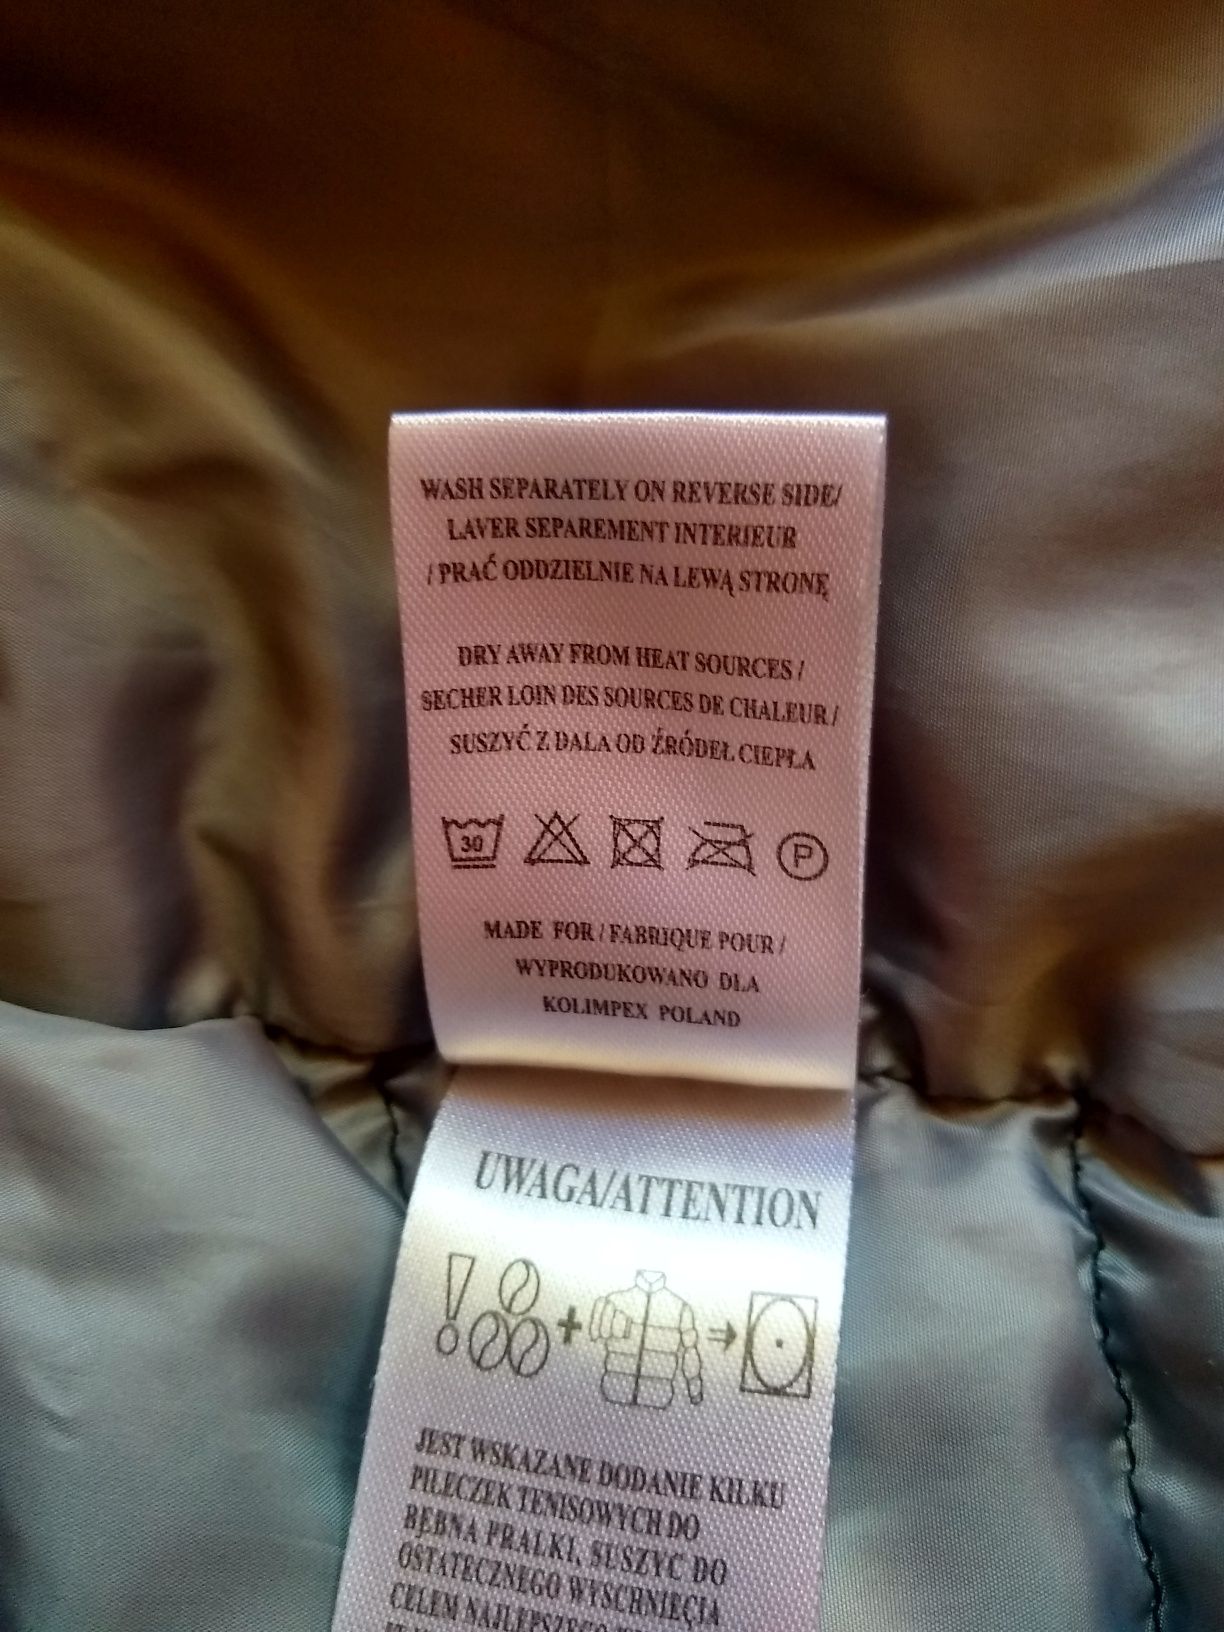 WASH SEPARATELY ON REVERSE SIDE/
LAVER SEPAREMENT INTERIEUR
/ PRAĆ ODDZIELNIE NA LEWĄ STRONĘ
DRY AWAY FROM HEAT SOURCES /
SECHER LOIN DES SOURCES DE CHALEUR /
SUSZYĆ Z DALA OD ŹRÓDEŁ CIEPŁA
30
P
MADE FOR / FABRIQUE POUR /
WYPRODUKOWANO DLA
KOLIMPEX POLAND
UWAGA/ATTENTION
JEST WSKAZANE DODANIE KILKU
PIŁECZEK TENISOWYCH DO
BĘBNA PRALKI, SUSZYĆ DO
OSTATECZNEGO WYSCHNIĘCIA
CELEM NAJLEPSZEGO